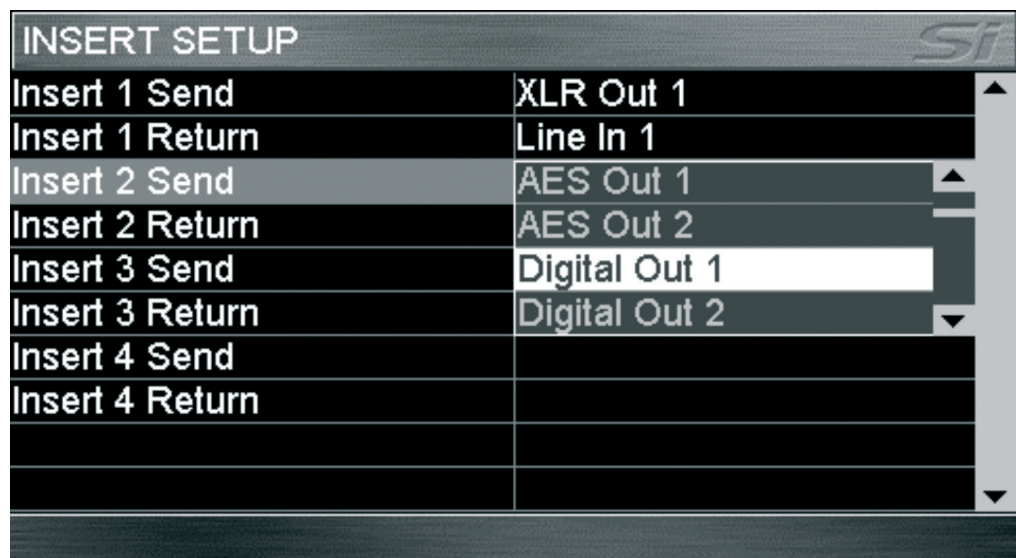 INSERT SETUP Si
Insert 1 Send XLR Out 1
Insert 1 Return Line In 1
Insert 2 Send AES Out 1
Insert 2 Return AES Out 2
Insert 3 Send Digital Out 1
Insert 3 Return Digital Out 2
Insert 4 Send
Insert 4 Return